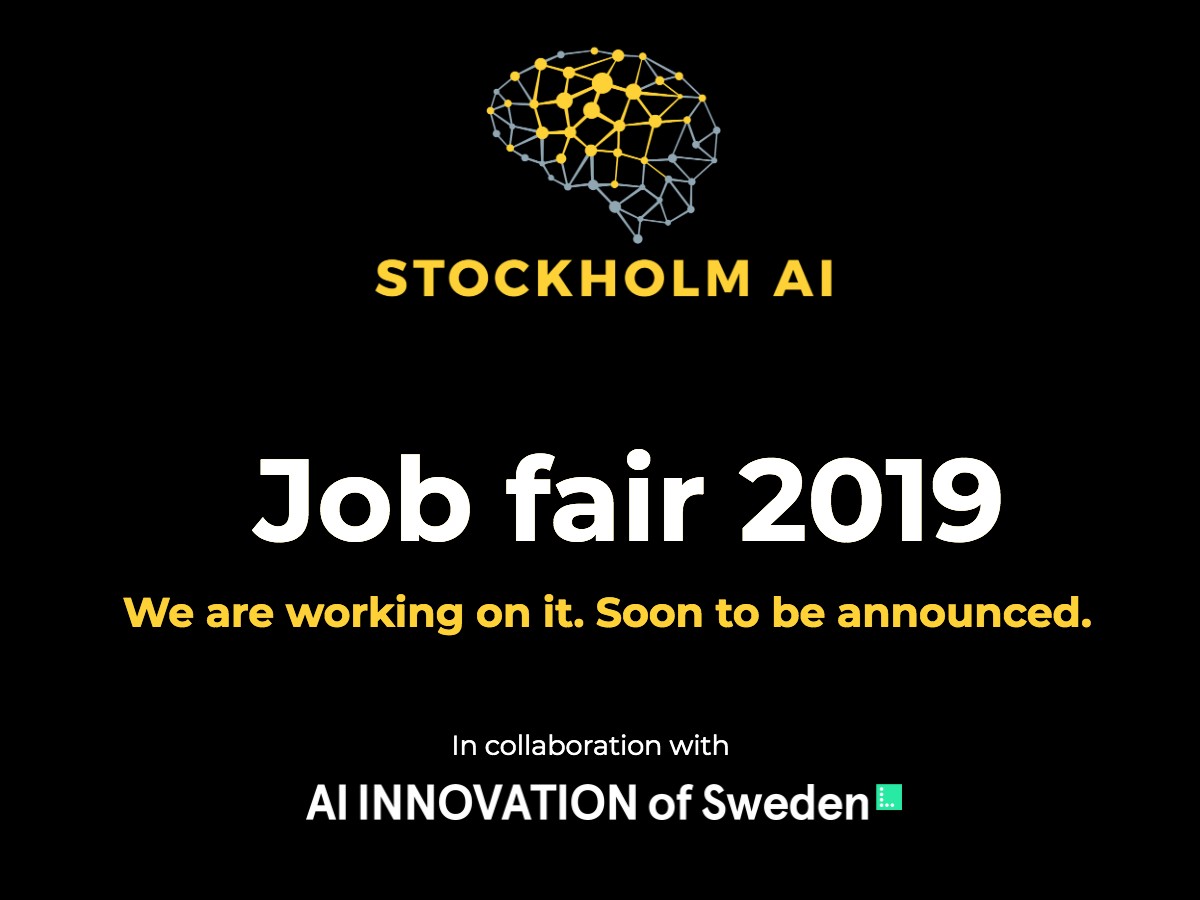 STOCKHOLM AI
Job fair 2019
We are working on it. Soon to be announced.
In collaboration with
AI INNOVATION of Sweden